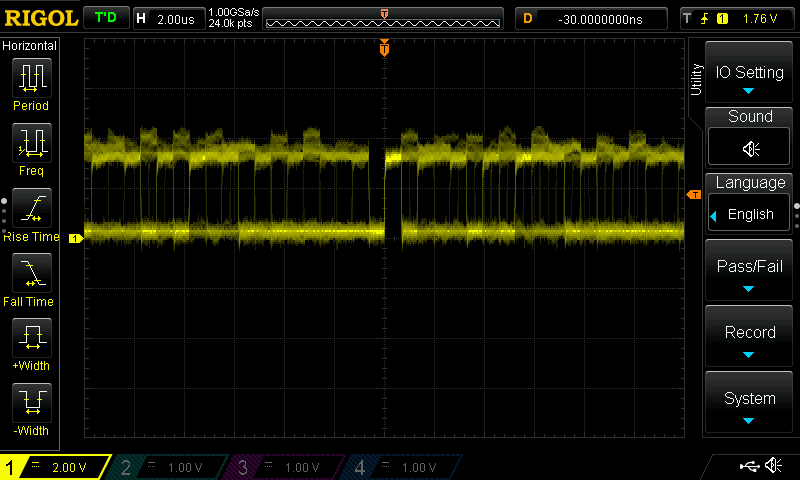 RIGOL T'D H 2.00us 1.00GSa/s 24.0k pts T D -30.0000000ns T 1 1.76 V
Horizontal
Period
Freq
Rise Time
Fall Time
+Width
-Width
T
T
1
Utility
IO Setting
Sound
Language
English
Pass/Fail
Record
System
1 2.00 V 2 1.00 V 3 1.00 V 4 1.00 V